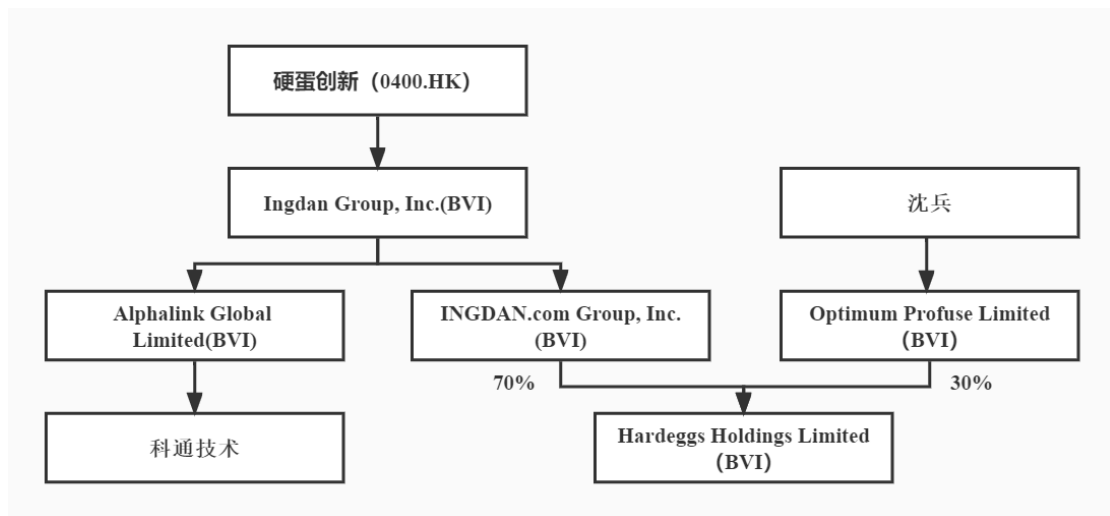 硬蛋创新（0400.HK）
Ingdan Group, Inc.(BVI)
沈兵
Alphalink Global
Limited(BVI)
INGDAN.com Group, Inc.
(BVI)
Optimum Profuse Limited
（BVI）
70%
30%
科通技术
Hardeggs Holdings Limited
（BVI）